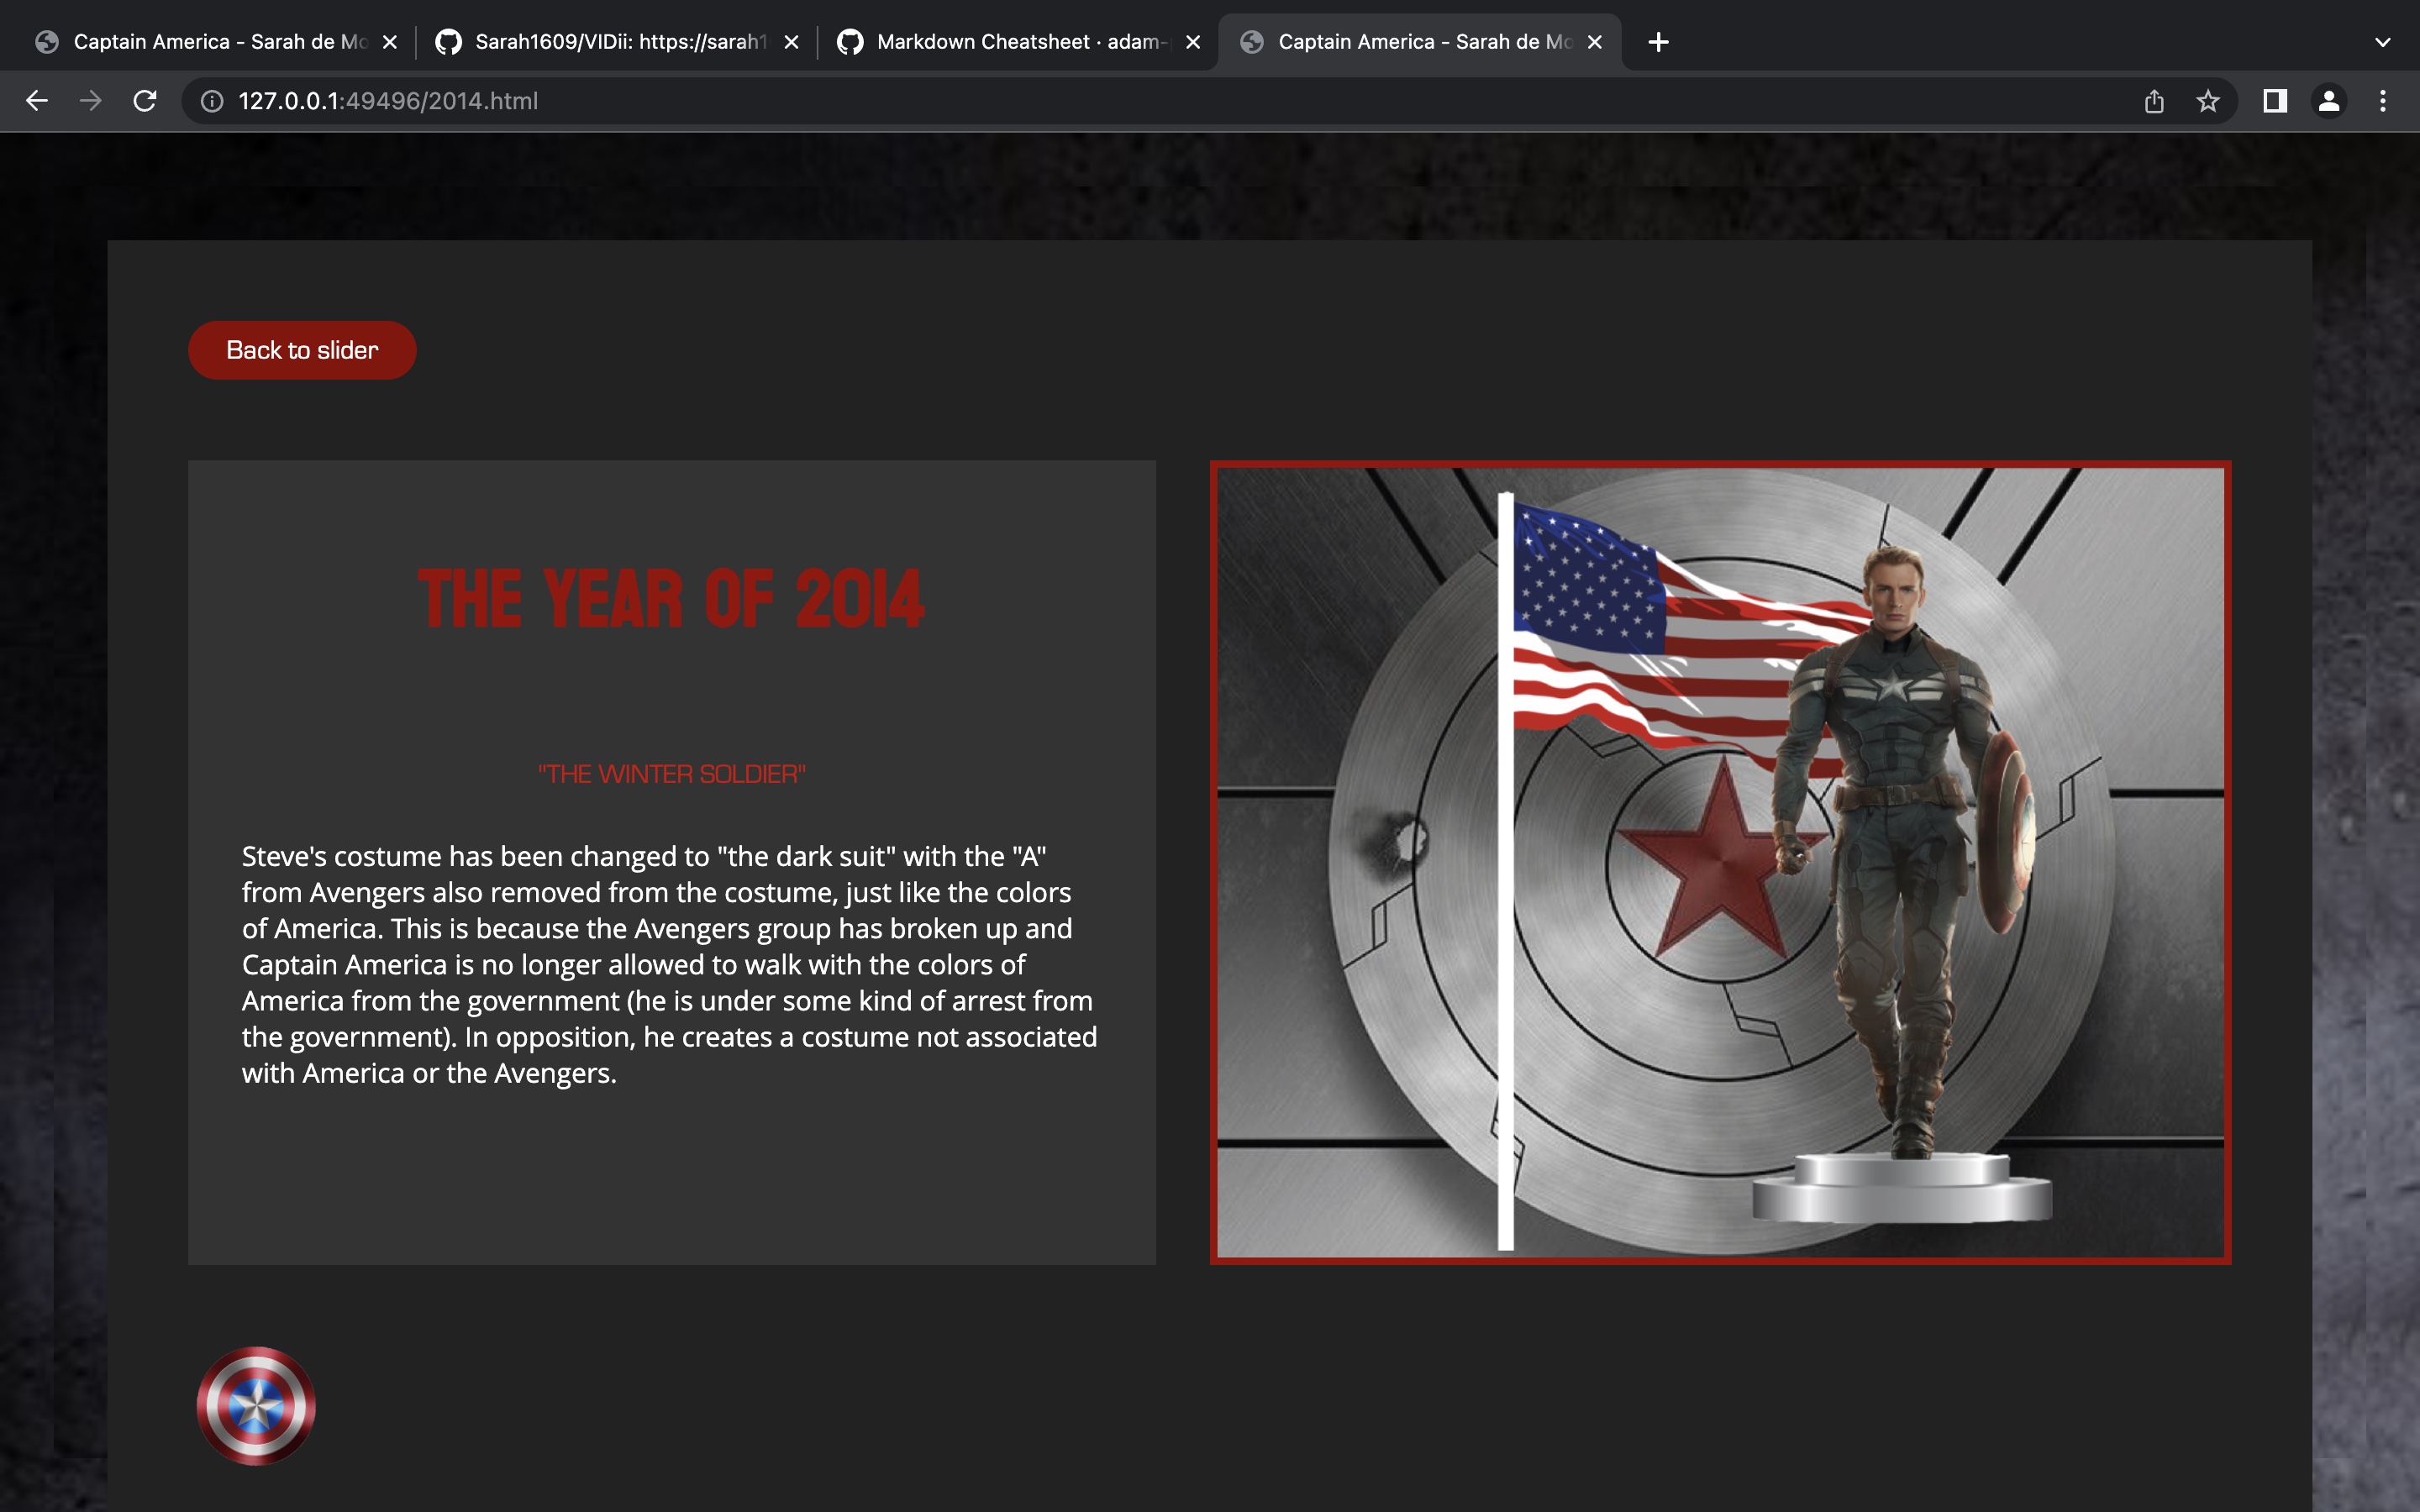 Captain America - Sarah de Mo
Sarah1609/VIDii: https://sarah1
Markdown Cheatsheet · adam-
Captain America - Sarah de Mo
127.0.0.1:49496/2014.html
Back to slider
THE YEAR OF 2014
"THE WINTER SOLDIER"
Steve's costume has been changed to "the dark suit" with the "A"
from Avengers also removed from the costume, just like the colors
of America. This is because the Avengers group has broken up and
Captain America is no longer allowed to walk with the colors of
America from the government (he is under some kind of arrest from
the government). In opposition, he creates a costume not associated
with America or the Avengers.